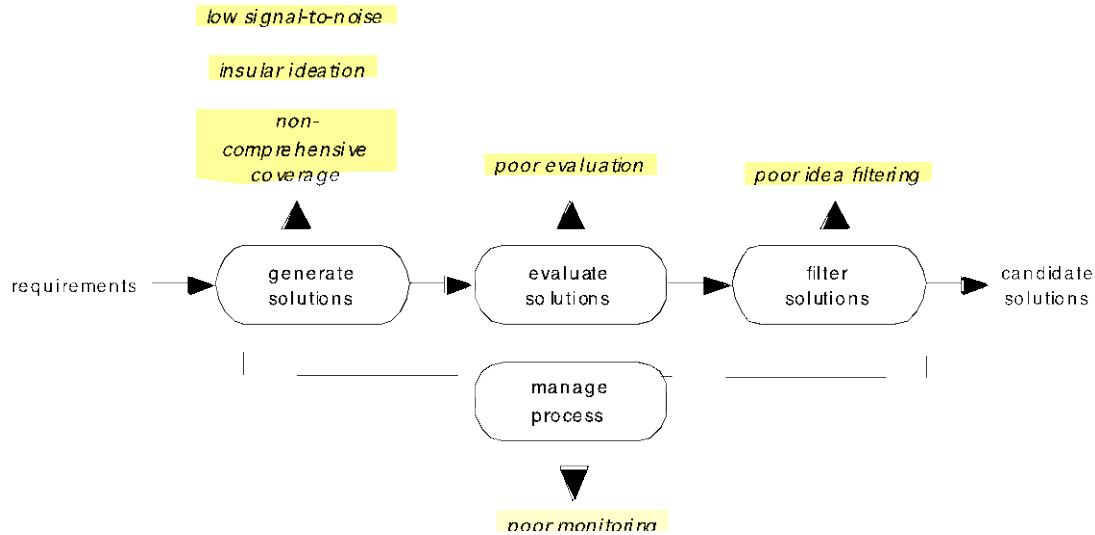 low signal-to-noise
insular ideation
non-
comprehensive
coverage
poor evaluation
poor idea filtering
requirements
generate
solutions
evaluate
solutions
filter
solutions
candidate
solutions
manage
process
poor monitoring